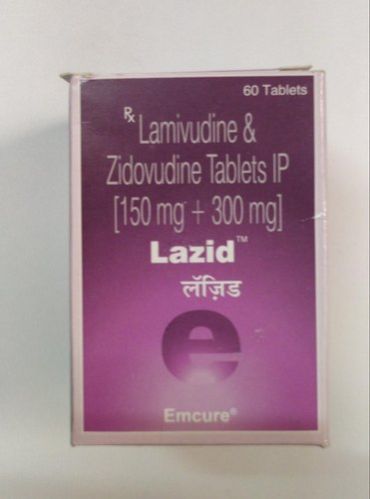 60 Tablets
Rx Lamivudine &
Zidovudine Tablets IP
[150 mg + 300 mg]
Lazid™
लॅज़िड
e
Emcure®